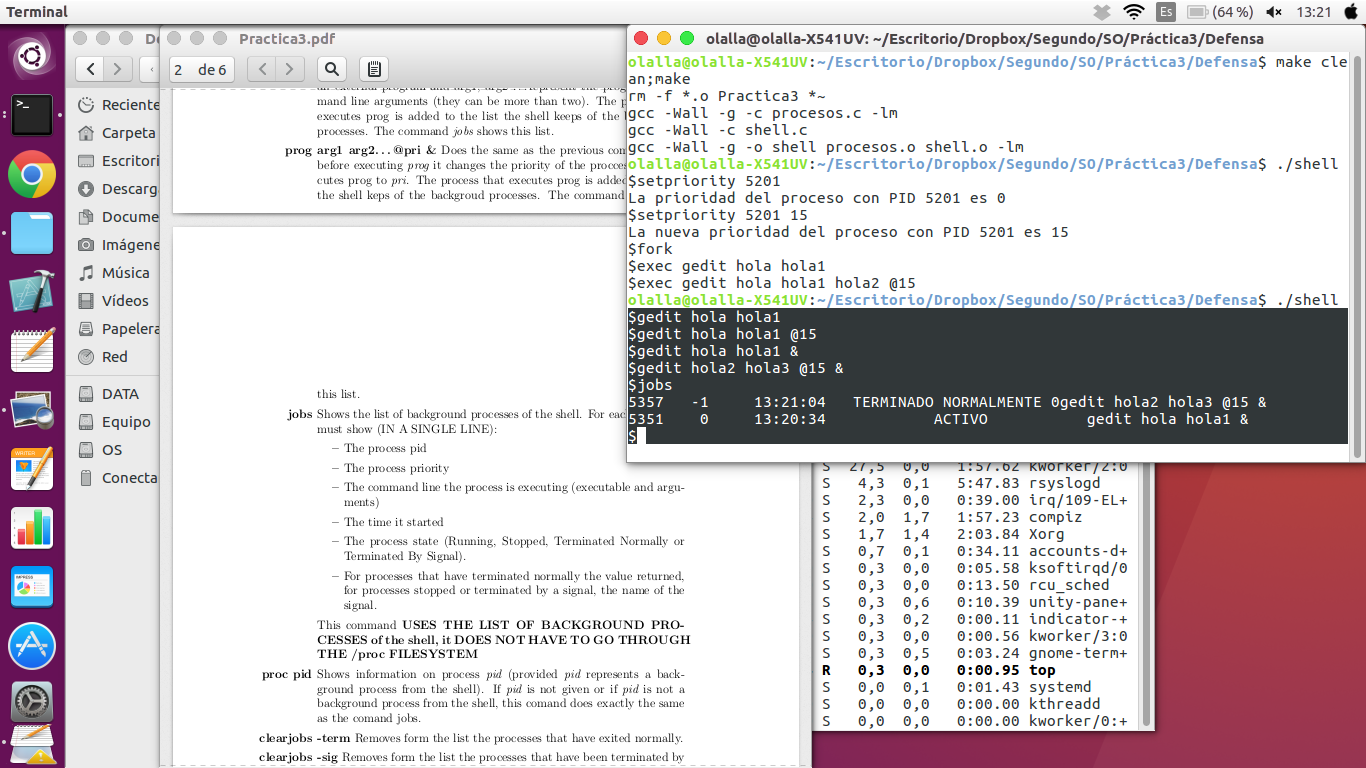 Terminal
Es
(64 %)
13:21
De
Practica3.pdf
2 de 6
Reciente
Carpeta
Escritori
Descarg
Docume
Imágene
Música
Vídeos
Papelera
Red
DATA
Equipo
OS
Conecta
mand line arguments (they can be more than two). The p
executes prog is added to the list the shell keeps of the b
processes. The command jobs shows this list.
prog arg1 arg2...@pri & Does the same as the previous com
before executing prog it changes the priority of the proces
cutes prog to pri. The process that executes prog is added
the shell keps of the backgroud processes. The command
this list.
jobs Shows the list of background processes of the shell. For eac
must show (IN A SINGLE LINE):
– The process pid
– The process priority
– The command line the process is executing (executable and argu-
ments)
– The time it started
– The process state (Running, Stopped, Terminated Normally or
Terminated By Signal).
– For processes that have terminated normally the value returned,
for processes stopped or terminated by a signal, the name of the
signal.
This command USES THE LIST OF BACKGROUND PRO-
CESSES of the shell, it DOES NOT HAVE TO GO THROUGH
THE /proc FILESYSTEM
proc pid Shows information on process pid (provided pid represents a back-
ground process from the shell). If pid is not given or if pid is not a
background process from the shell, this comand does exactly the same
as the comand jobs.
clearjobs -term Removes form the list the processes that have exited normally.
clearjobs -sig Removes form the list the processes that have been terminated by
olalla@olalla-X541UV: ~/Escritorio/Dropbox/Segundo/SO/Práctica3/Defensa
olalla@olalla-X541UV:~/Escritorio/Dropbox/Segundo/SO/Práctica3/Defensa$ make cle
an;make
rm -f *.o Practica3 *~
gcc -Wall -g -c procesos.c -lm
gcc -Wall -c shell.c
gcc -Wall -g -o shell procesos.o shell.o -lm
olalla@olalla-X541UV:~/Escritorio/Dropbox/Segundo/SO/Práctica3/Defensa$ ./shell
$setpriority 5201
La prioridad del proceso con PID 5201 es 0
$setpriority 5201 15
La nueva prioridad del proceso con PID 5201 es 15
$fork
$exec gedit hola hola1
$exec gedit hola hola1 hola2 @15
olalla@olalla-X541UV:~/Escritorio/Dropbox/Segundo/SO/Práctica3/Defensa$ ./shell
$gedit hola hola1
$gedit hola hola1 @15
$gedit hola hola1 &
$gedit hola2 hola3 @15 &
$jobs
5357 -1 13:21:04 TERMINADO NORMALMENTE 0gedit hola2 hola3 @15 &
5351 0 13:20:34 ACTIVO gedit hola hola1 &
$
S 27,5 0,0 1:57.62 kworker/2:0
S 4,3 0,1 5:47.83 rsyslogd
S 2,3 0,0 0:39.00 irq/109-EL+
S 2,0 1,7 1:57.23 compiz
S 1,7 1,4 2:03.84 Xorg
S 0,7 0,1 0:34.11 accounts-d+
S 0,3 0,0 0:05.58 ksoftirqd/0
S 0,3 0,0 0:13.50 rcu_sched
S 0,3 0,6 0:10.39 unity-pane+
S 0,3 0,2 0:00.11 indicator-+
S 0,3 0,0 0:00.56 kworker/3:0
S 0,3 0,5 0:03.24 gnome-term+
R 0,3 0,0 0:00.95 top
S 0,0 0,1 0:01.43 systemd
S 0,0 0,0 0:00.00 kthreadd
S 0,0 0,0 0:00.00 kworker/0:+